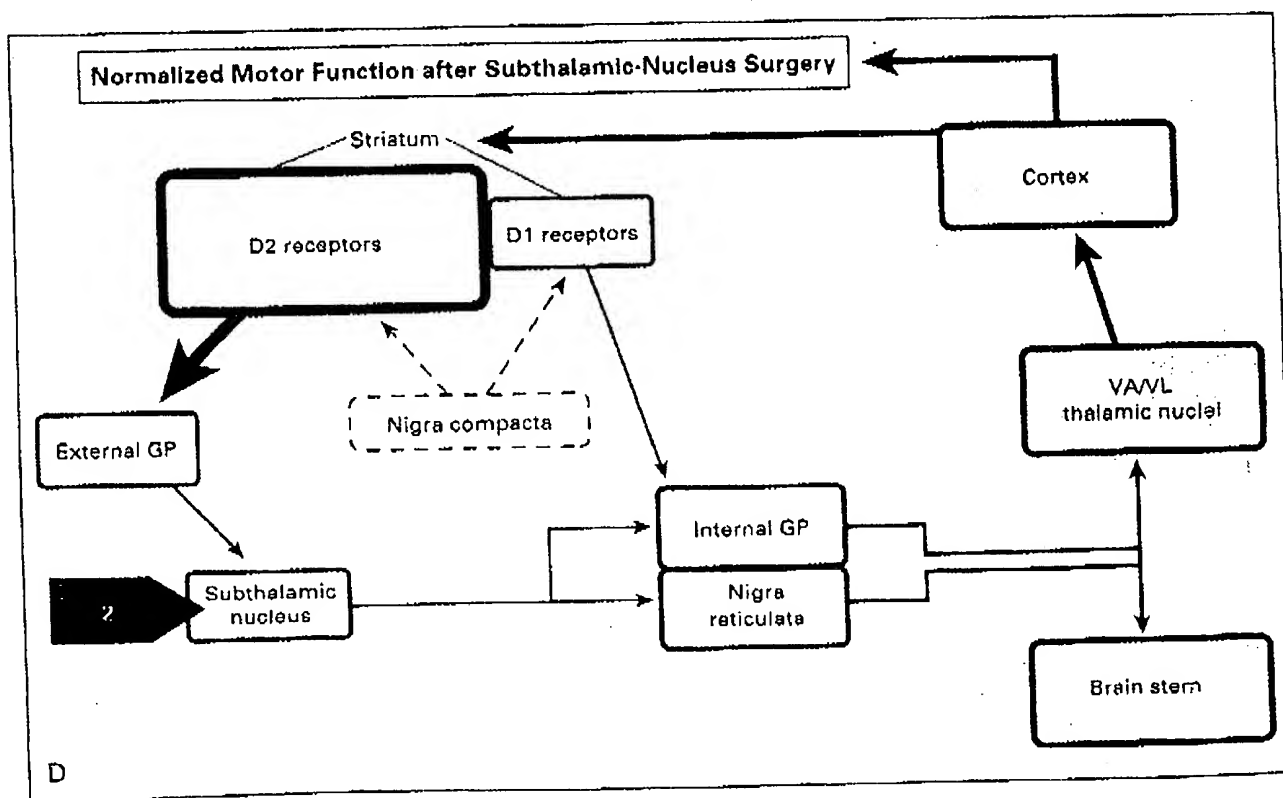 Normalized Motor Function after Subthalamic-Nucleus Surgery
Striatum
Cortex
D2 receptors
D1 receptors
VA/VL
thalamic nuclei
Nigra compacta
External GP
Internal GP
2
Subthalamic
nucleus
Nigra
reticulata
Brain stem
D